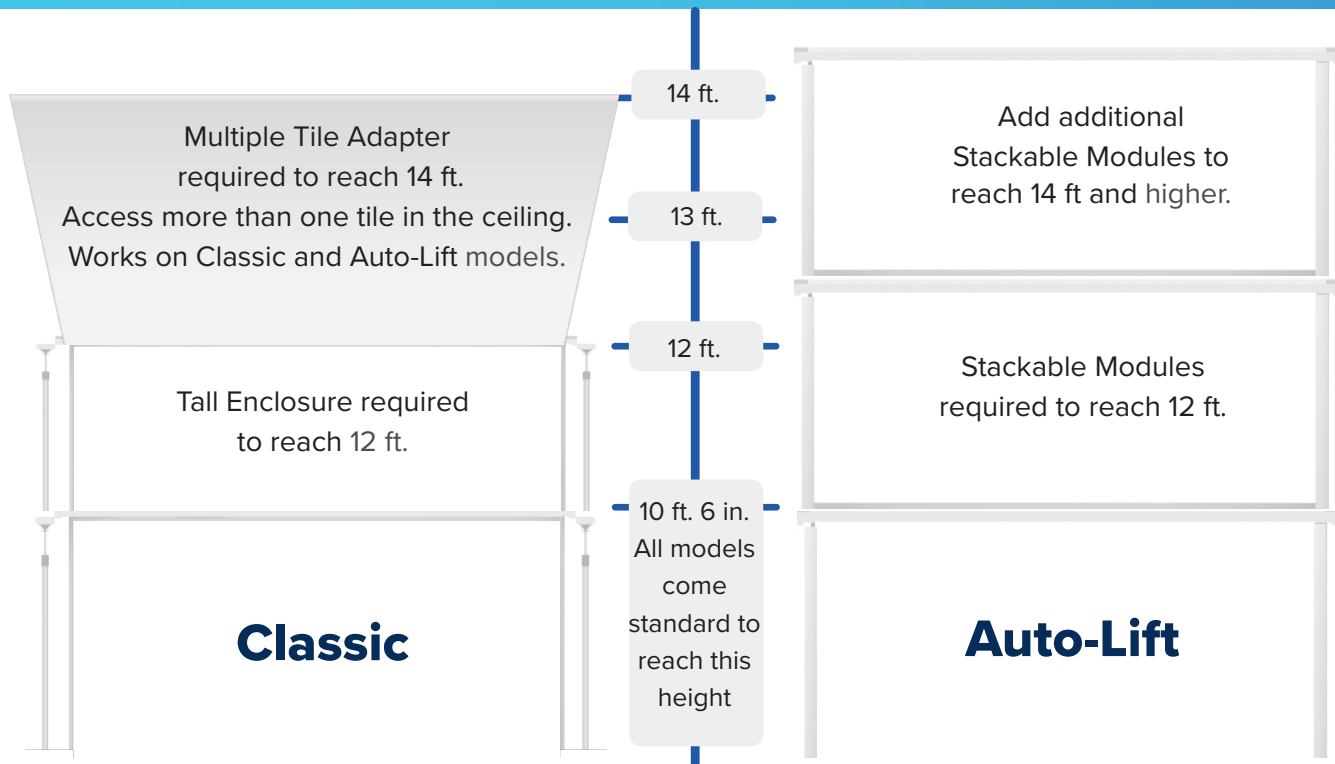 Multiple Tile Adapter
required to reach 14 ft.
Access more than one tile in the ceiling.
Works on Classic and Auto-Lift models.
Tall Enclosure required
to reach 12 ft.
Classic
14 ft.
13 ft.
12 ft.
10 ft. 6 in.
All models
come
standard to
reach this
height
Add additional
Stackable Modules to
reach 14 ft and higher.
Stackable Modules
required to reach 12 ft.
Auto-Lift